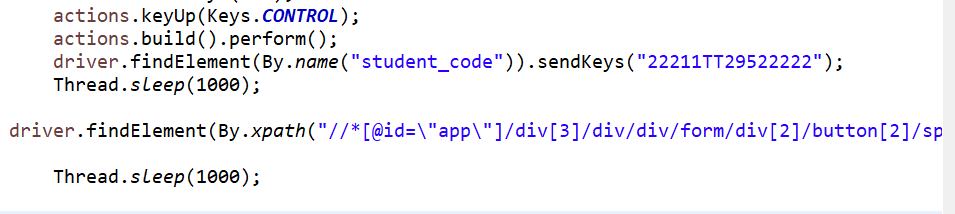 actions.keyUp(Keys.CONTROL);
actions.build().perform();
driver.findElement(By.name("student_code")).sendKeys("22211TT29522222");
Thread.sleep(1000);
driver.findElement(By.xpath("//*[@id=\"app\"]/div[3]/div/div/form/div[2]/button[2]/sp
Thread.sleep(1000);